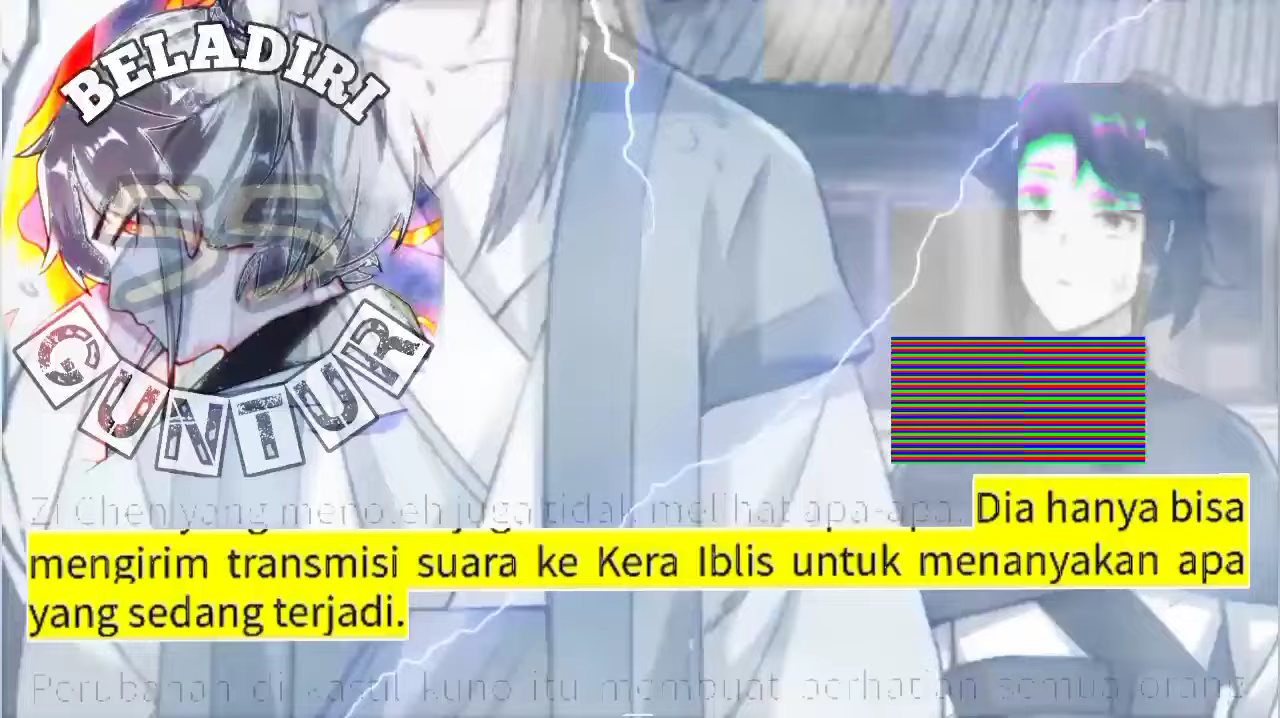 BELADIRI
55
GUNTUR
Zi Chen yang menoleh juga tidak melihat apa-apa. Dia hanya bisa
mengirim transmisi suara ke Kera Iblis untuk menanyakan apa
yang sedang terjadi.
Perubahan di kastil kuno itu membuat perhatian semua orang